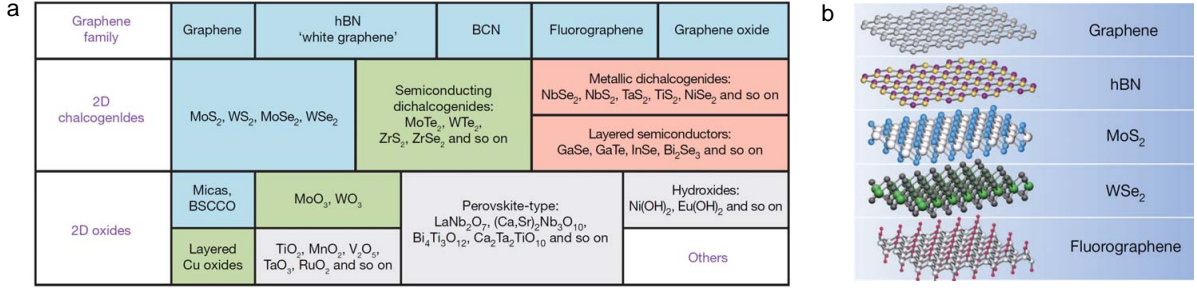 a
Graphene
family
Graphene
hBN
'white graphene'
BCN
Fluorographene
Graphene oxide
2D
chalcogenides
MoS₂, WS₂, MoSe₂, WSe₂
Semiconducting
dichalcogenides:
MoTe₂, WTe₂,
ZrS₂, ZrSe₂ and so on
Metallic dichalcogenides:
NbSe₂, NbS₂, TaS₂, TiS₂, NiSe₂ and so on
Layered semiconductors:
GaSe, GaTe, InSe, Bi₂Se₃ and so on
2D oxides
Micas,
BSCCO
MoO₃, WO₃
Perovskite-type:
LaNb₂O₇, (Ca,Sr)₂Nb₃O₁₀,
Bi₄Ti₃O₁₂, Ca₂Ta₂TiO₁₀ and so on
Hydroxides:
Ni(OH)₂, Eu(OH)₂ and so on
Layered
Cu oxides
TiO₂, MnO₂, V₂O₅,
TaO₃, RuO₂ and so on
Others
b
Graphene
hBN
MoS₂
WSe₂
Fluorographene